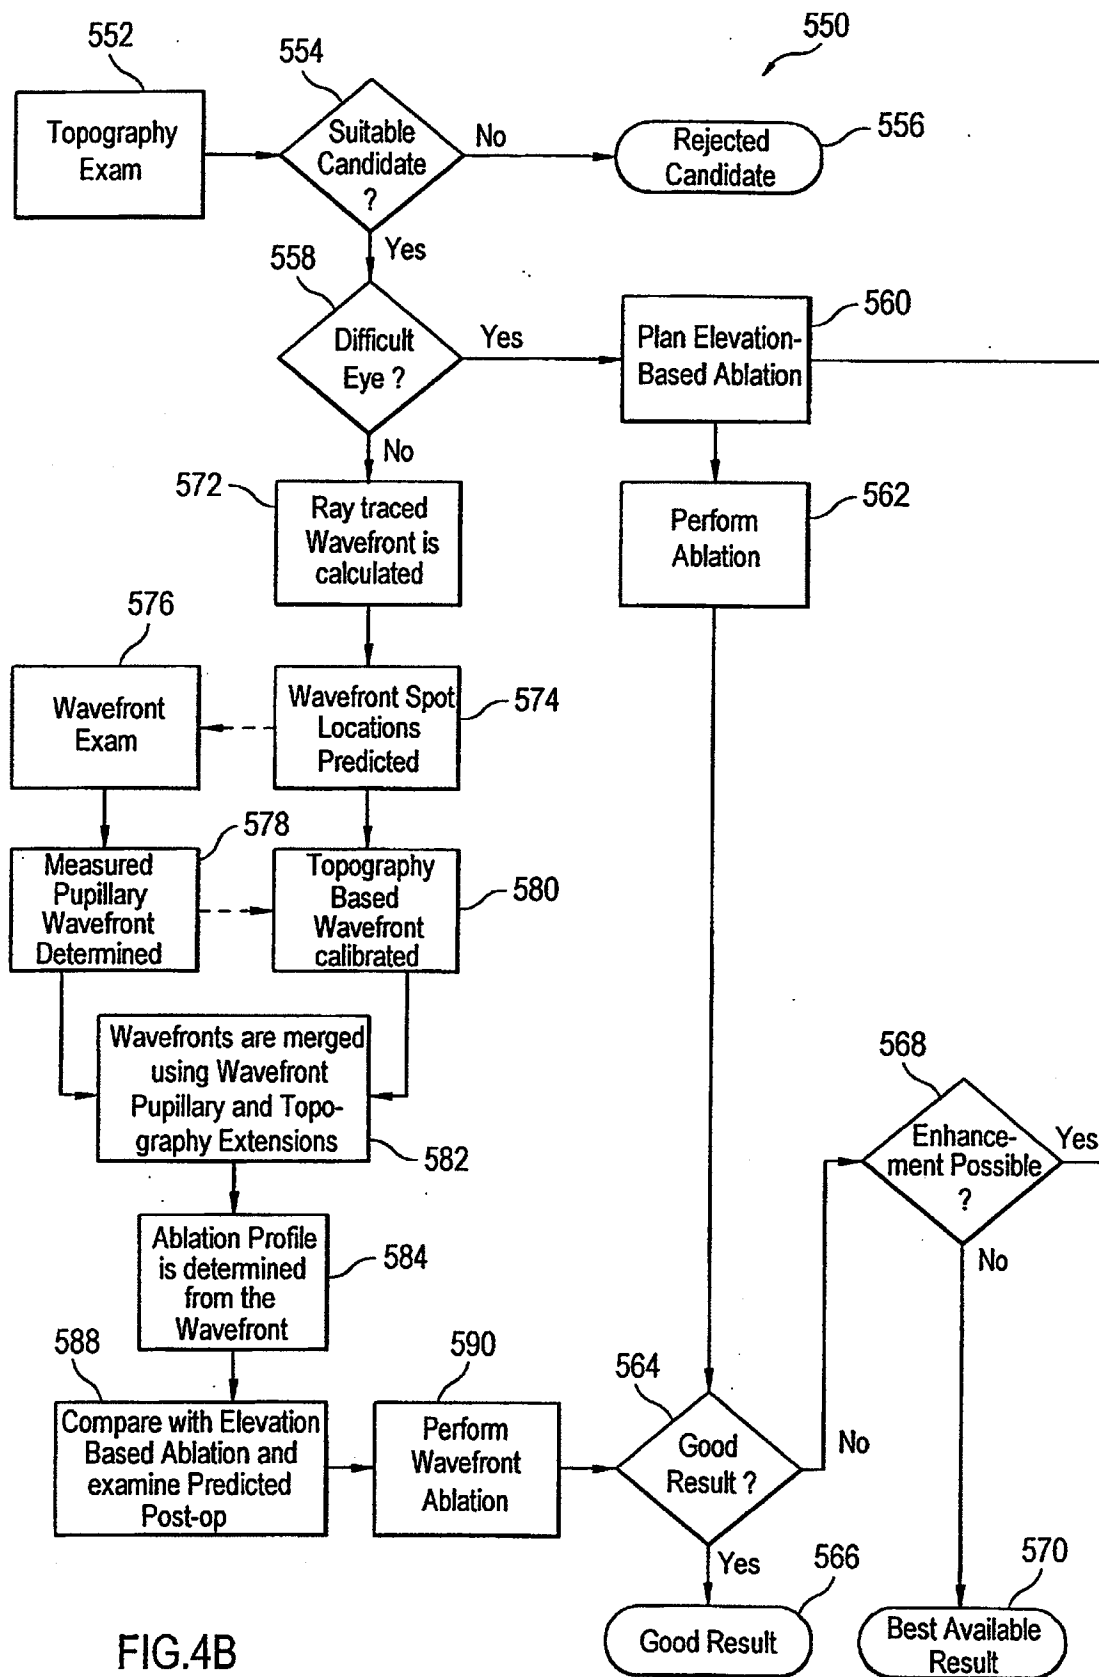 550
552
554
Topography
Exam
Suitable
Candidate
?
No
Rejected
Candidate
556
Yes
558
Difficult
Eye ?
Yes
Plan Elevation-
Based Ablation
560
No
572
Ray traced
Wavefront is
calculated
Perform
Ablation
562
576
Wavefront
Exam
Wavefront Spot
Locations
Predicted
574
578
Measured
Pupillary
Wavefront
Determined
Topography
Based
Wavefront
calibrated
580
Wavefronts are merged
using Wavefront
Pupillary and Topo-
graphy Extensions
582
568
Enhance-
ment Possible
?
Yes
No
Ablation Profile
is determined
from the
Wavefront
584
588
Compare with Elevation
Based Ablation and
examine Predicted
Post-op
590
Perform
Wavefront
Ablation
564
Good
Result ?
No
Yes
566
Good Result
570
Best Available
Result
FIG.4B